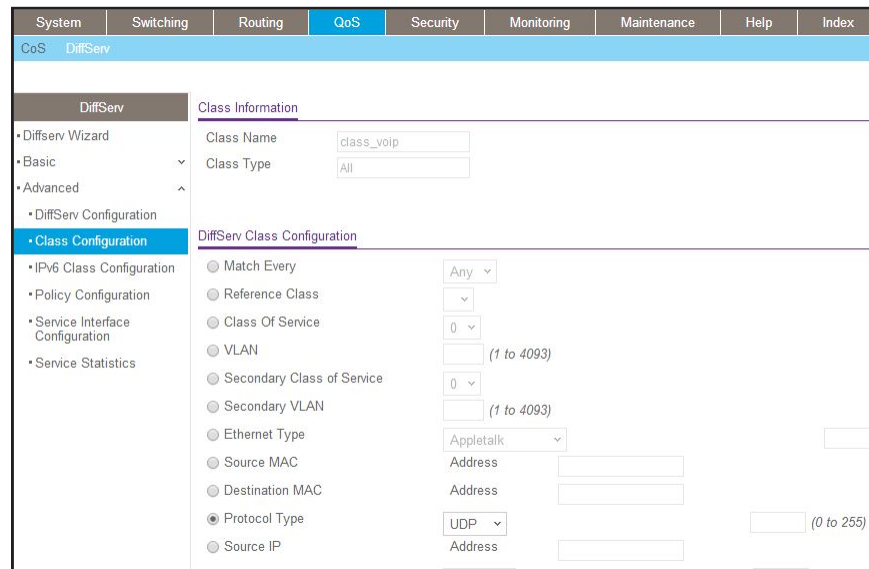 System Switching Routing QoS Security Monitoring Maintenance Help Index
CoS DiffServ
DiffServ
Diffserv Wizard
Basic
Advanced
DiffServ Configuration
Class Configuration
IPv6 Class Configuration
Policy Configuration
Service Interface
Configuration
Service Statistics
Class Information
Class Name class_voip
Class Type All
DiffServ Class Configuration
Match Every Any
Reference Class
Class Of Service 0
VLAN (1 to 4093)
Secondary Class of Service 0
Secondary VLAN (1 to 4093)
Ethernet Type Appletalk
Source MAC Address
Destination MAC Address
Protocol Type UDP (0 to 255)
Source IP Address